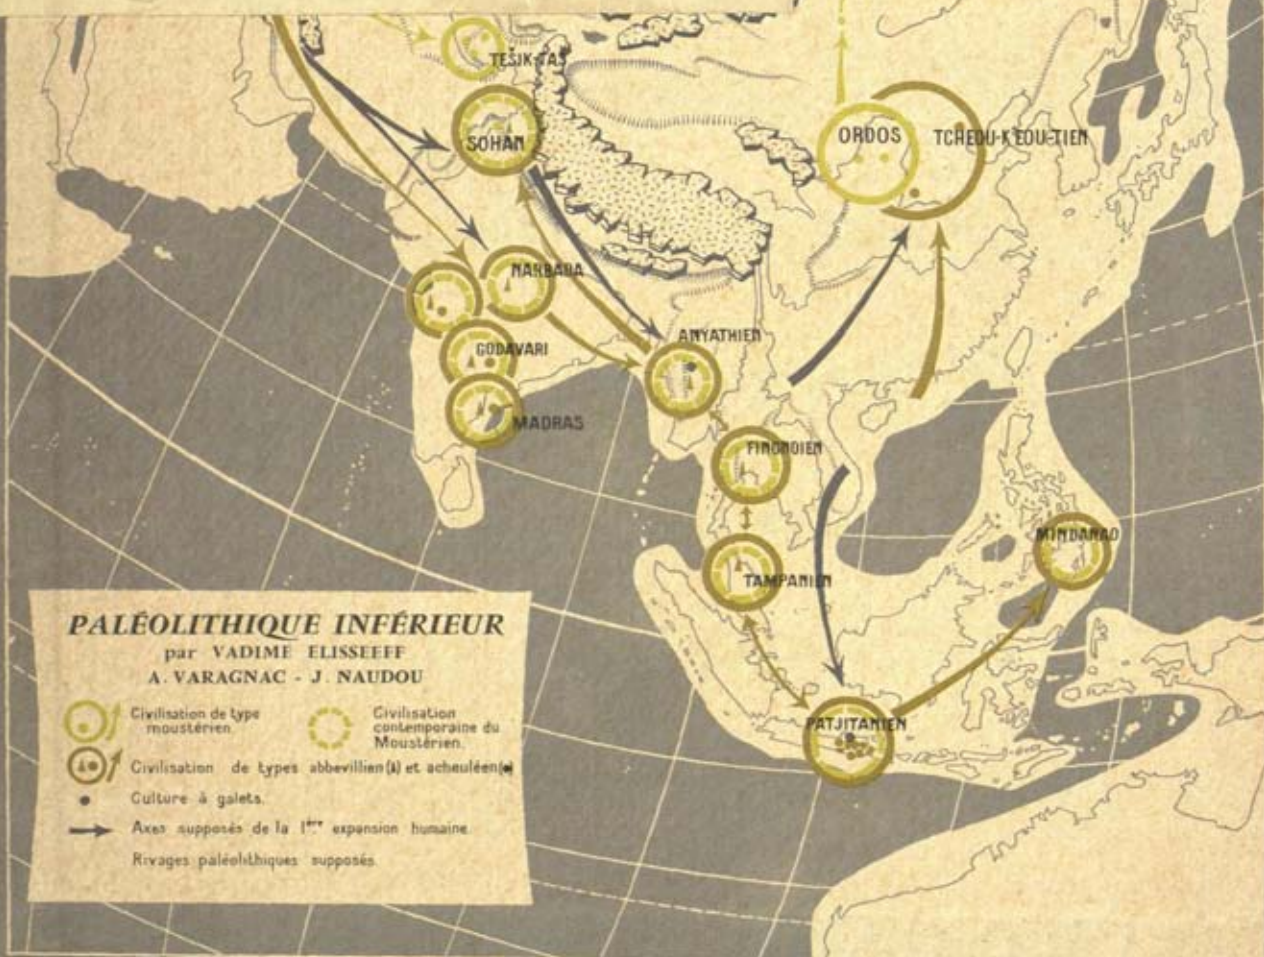 TEŠIK-TAŠ
SOHAN
ORDOS
TCHEOU-K'EOU-TIEN
NARBADA
ANYATHIEN
GODAVARI
MADRAS
FINGNOIEN
MINDANAO
TAMPANIEN
PATJITANIEN
PALÉOLITHIQUE INFÉRIEUR
par VADIME ELISSEEFF
A. VARAGNAC - J. NAUDOU
Civilisation de type
moustérien.
Civilisation
contemporaine du
Moustérien.
Civilisation de types abbevillien (▲) et acheuléen (●)
Culture à galets.
Axes supposés de la 1ère expansion humaine.
Rivages paléolithiques supposés.